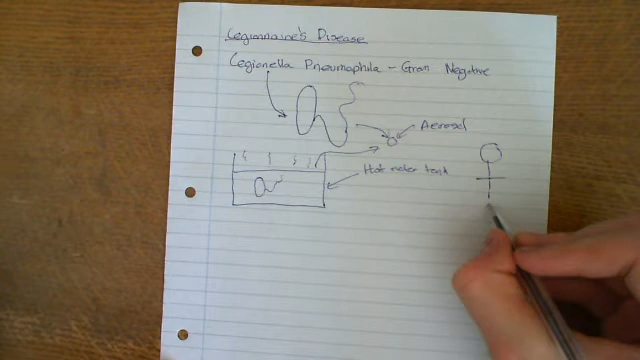 Legionnaire's Disease
Legionella Pneumophila - Gram Negative
Aerosol
Hot water tank